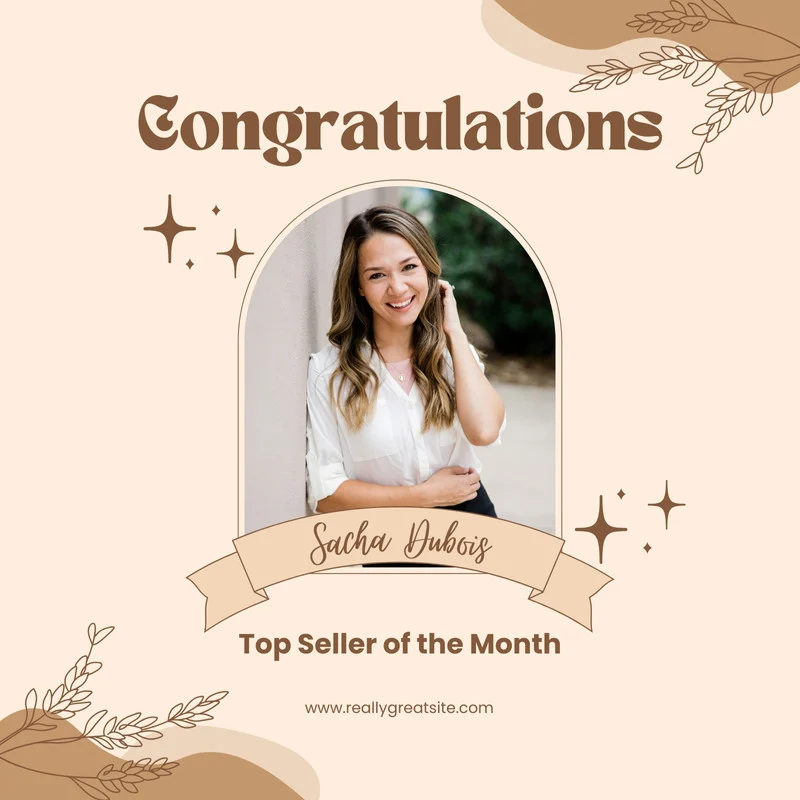 Congratulations
Sacha Dubois
Top Seller of the Month
www.reallygreatsite.com